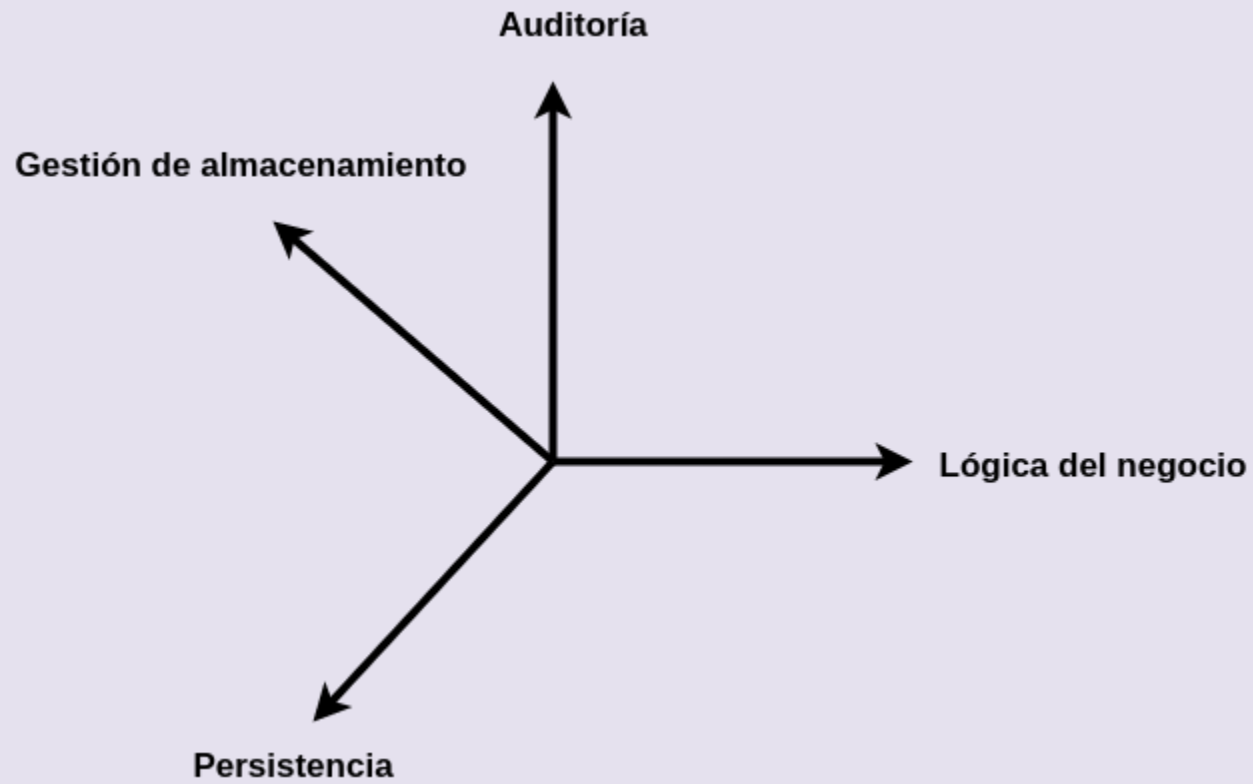 Auditoría
Gestión de almacenamiento
Lógica del negocio
Persistencia